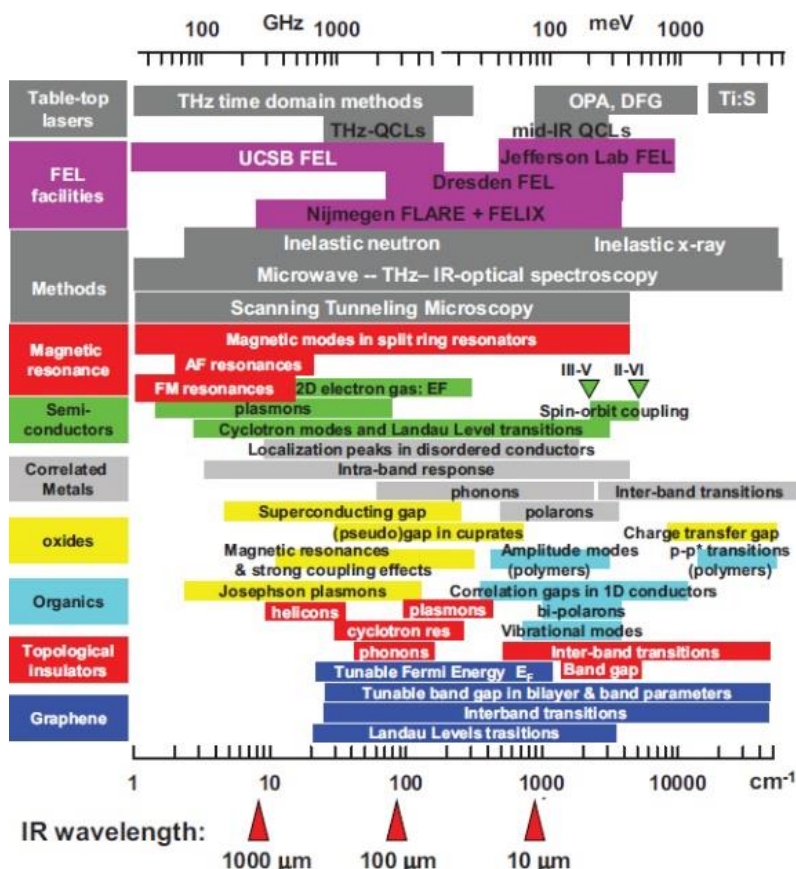 GHz meV
100 1000 100 1000
Table-top
lasers
THz time domain methods
OPA, DFG
Ti:S
THz-QCLs
mid-IR QCLs
FEL
facilities
UCSB FEL
Jefferson Lab FEL
Dresden FEL
Nijmegen FLARE + FELIX
Methods
Inelastic neutron
Inelastic x-ray
Microwave -- THz– IR-optical spectroscopy
Scanning Tunneling Microscopy
Magnetic
resonance
Magnetic modes in split ring resonators
AF resonances
III-V II-VI
FM resonances
2D electron gas: EF
Semi-
conductors
plasmons
Spin-orbit coupling
Cyclotron modes and Landau Level transitions
Localization peaks in disordered conductors
Correlated
Metals
Intra-band response
phonons
Inter-band transitions
Superconducting gap
polarons
oxides
(pseudo)gap in cuprates
Charge transfer gap
Magnetic resonances
& strong coupling effects
Amplitude modes
(polymers)
p-p* transitions
(polymers)
Organics
Josephson plasmons
Correlation gaps in 1D conductors
helicons
plasmons
bi-polarons
cyclotron res
Vibrational modes
Topological
insulators
phonons
Inter-band transitions
Tunable Fermi Energy EF
Band gap
Graphene
Tunable band gap in bilayer & band parameters
Interband transitions
Landau Levels trasitions
1 10 100 1000 10000 cm-1
IR wavelength:
1000 µm 100 µm 10 µm